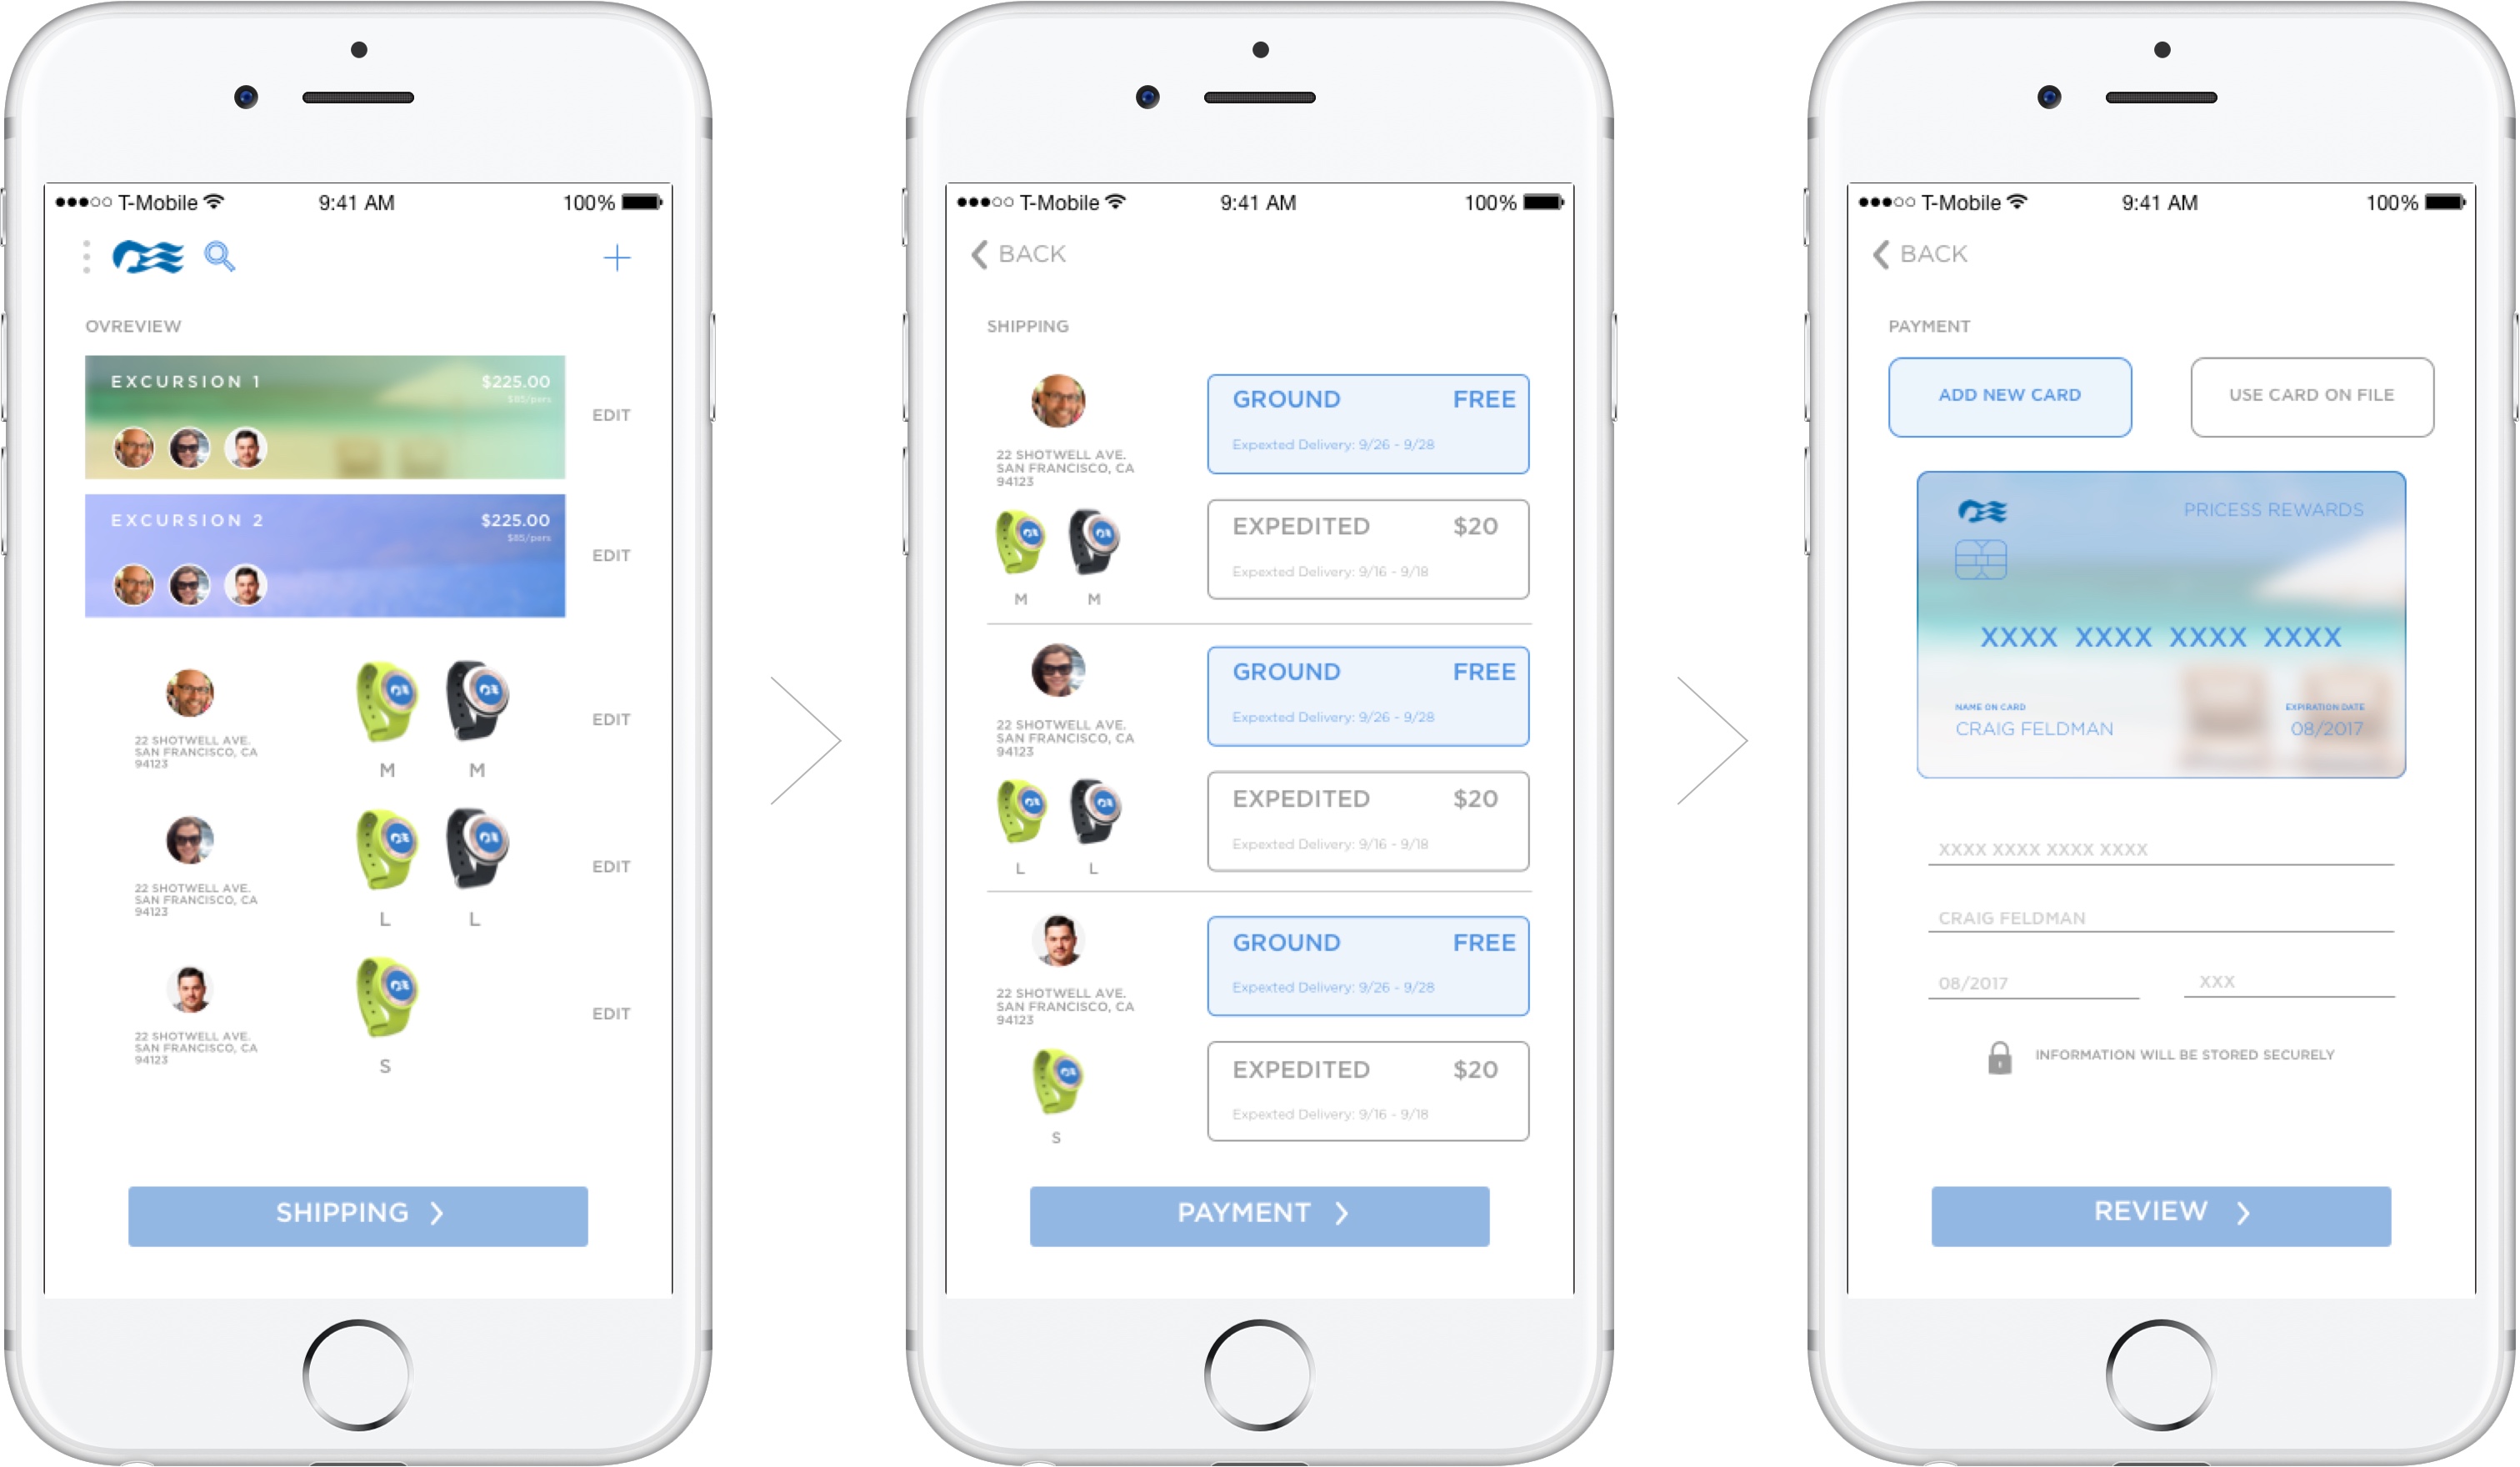 T-Mobile 9:41 AM 100%
OVREVIEW
EXCURSION 1 $225.00
$85/pers
EDIT
EXCURSION 2 $225.00
$85/pers
EDIT
22 SHOTWELL AVE.
SAN FRANCISCO, CA
94123
M M
EDIT
22 SHOTWELL AVE.
SAN FRANCISCO, CA
94123
L L
EDIT
22 SHOTWELL AVE.
SAN FRANCISCO, CA
94123
S
EDIT
SHIPPING
T-Mobile 9:41 AM 100%
BACK
SHIPPING
22 SHOTWELL AVE.
SAN FRANCISCO, CA
94123
M M
GROUND FREE
Expexted Delivery: 9/26 - 9/28
EXPEDITED $20
Expexted Delivery: 9/16 - 9/18
22 SHOTWELL AVE.
SAN FRANCISCO, CA
94123
L L
GROUND FREE
Expexted Delivery: 9/26 - 9/28
EXPEDITED $20
Expexted Delivery: 9/16 - 9/18
22 SHOTWELL AVE.
SAN FRANCISCO, CA
94123
S
GROUND FREE
Expexted Delivery: 9/26 - 9/28
EXPEDITED $20
Expexted Delivery: 9/16 - 9/18
PAYMENT
T-Mobile 9:41 AM 100%
BACK
PAYMENT
ADD NEW CARD USE CARD ON FILE
PRICESS REWARDS
XXXX XXXX XXXX XXXX
NAME ON CARD EXPIRATION DATE
CRAIG FELDMAN 08/2017
XXXX XXXX XXXX XXXX
CRAIG FELDMAN
08/2017 XXX
INFORMATION WILL BE STORED SECURELY
REVIEW